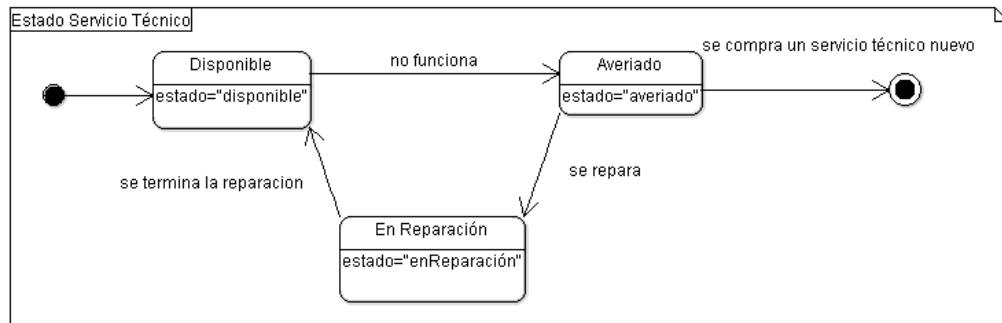 Estado Servicio Técnico
se compra un servicio técnico nuevo
Disponible
no funciona
Averiado
estado="disponible"
estado="averiado"
se repara
se termina la reparacion
En Reparación
estado="enReparación"